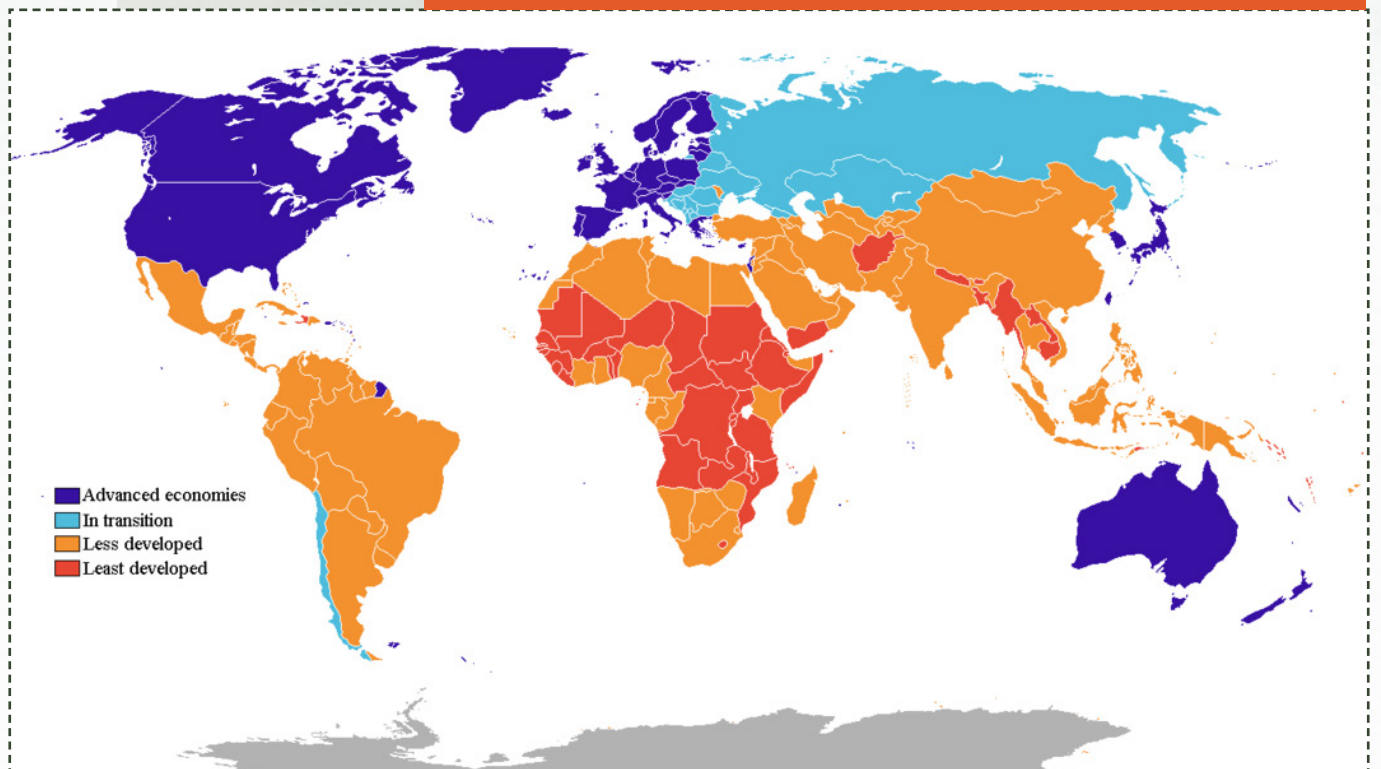 Advanced economies
In transition
Less developed
Least developed